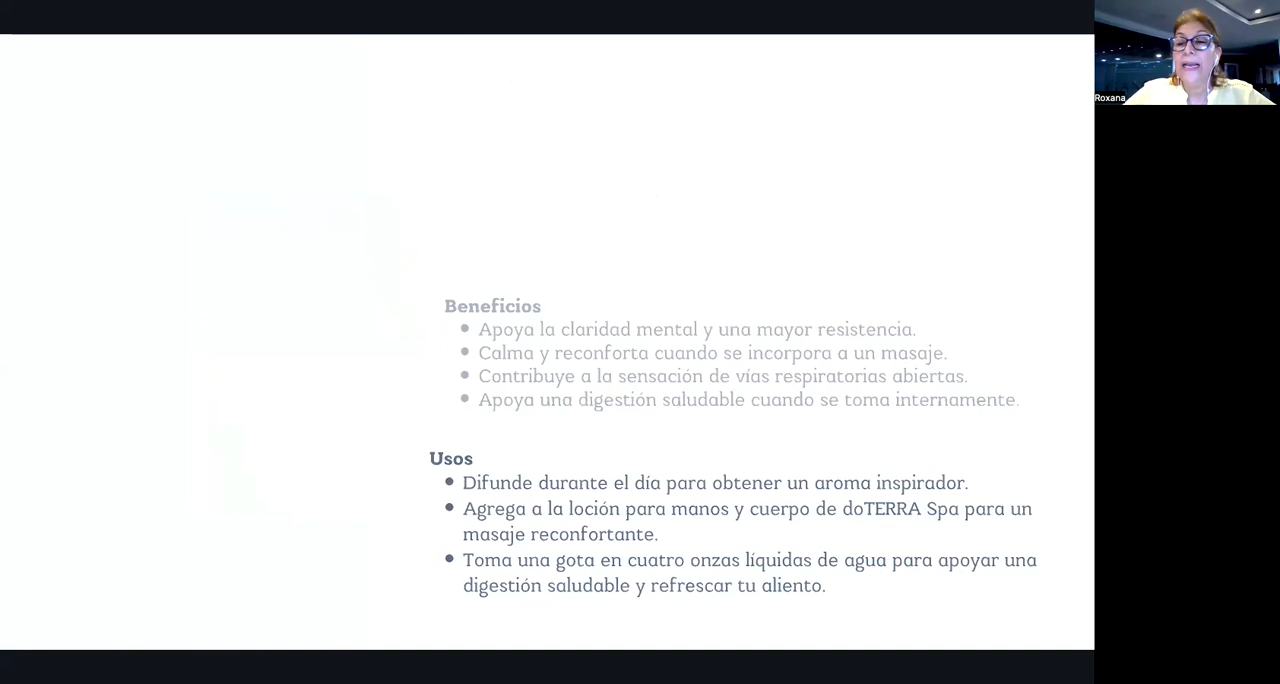 Roxana
Beneficios
• Apoya la claridad mental y una mayor resistencia.
• Calma y reconforta cuando se incorpora a un masaje.
• Contribuye a la sensación de vías respiratorias abiertas.
• Apoya una digestión saludable cuando se toma internamente.
Usos
• Difunde durante el día para obtener un aroma inspirador.
• Agrega a la loción para manos y cuerpo de doTERRA Spa para un
masaje reconfortante.
• Toma una gota en cuatro onzas líquidas de agua para apoyar una
digestión saludable y refrescar tu aliento.